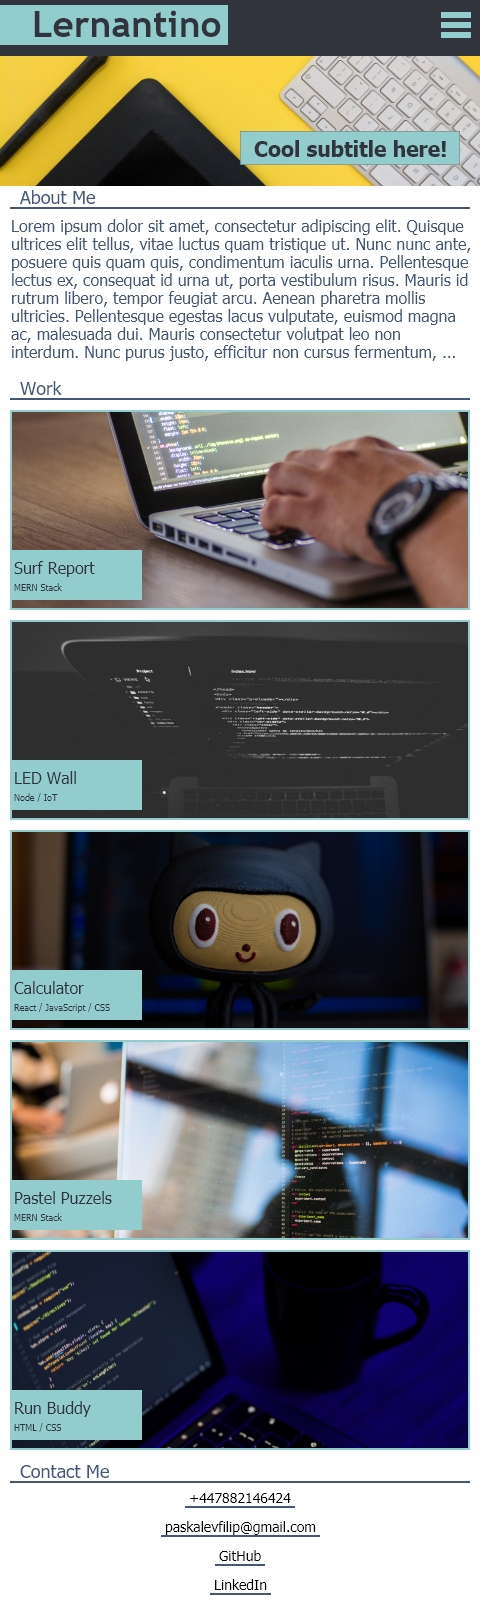 Lernantino
Cool subtitle here!
About Me
Lorem ipsum dolor sit amet, consectetur adipiscing elit. Quisque
ultrices elit tellus, vitae luctus quam tristique ut. Nunc nunc ante,
posuere quis quam quis, condimentum iaculis urna. Pellentesque
lectus ex, consequat id urna ut, porta vestibulum risus. Mauris id
rutrum libero, tempor feugiat arcu. Aenean pharetra mollis
ultricies. Pellentesque egestas lacus vulputate, euismod magna
ac, malesuada dui. Mauris consectetur volutpat leo non
interdum. Nunc purus justo, efficitur non cursus fermentum, ...
Work
Surf Report
MERN Stack
Project
index.html
LED Wall
Node / IoT
Calculator
React / JavaScript / CSS
Pastel Puzzels
MERN Stack
Run Buddy
HTML / CSS
Contact Me
+447882146424
paskalevfilip@gmail.com
GitHub
LinkedIn